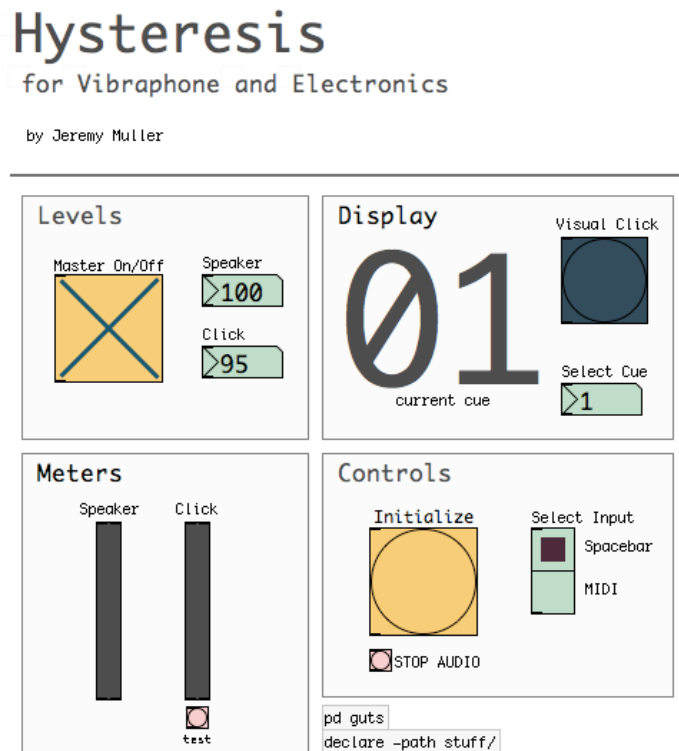 Hysteresis
for Vibraphone and Electronics
by Jeremy Muller
Levels
Master On/Off
Speaker
100
Click
95
Display
01
current cue
Visual Click
Select Cue
1
Meters
Speaker
Click
test
Controls
Initialize
STOP AUDIO
Select Input
Spacebar
MIDI
pd guts
declare -path stuff/